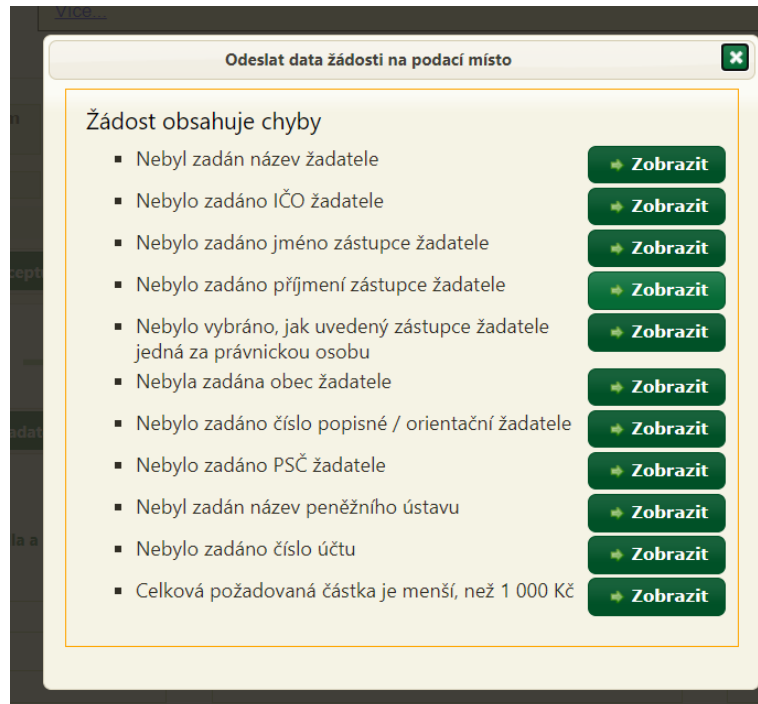 Více...
Odeslat data žádosti na podací místo
Žádost obsahuje chyby
Nebyl zadán název žadatele
Zobrazit
Nebylo zadáno IČO žadatele
Zobrazit
Nebylo zadáno jméno zástupce žadatele
Zobrazit
Nebylo zadáno příjmení zástupce žadatele
Zobrazit
Nebylo vybráno, jak uvedený zástupce žadatele
jedná za právnickou osobu
Zobrazit
Nebyla zadána obec žadatele
Zobrazit
Nebylo zadáno číslo popisné / orientační žadatele
Zobrazit
Nebylo zadáno PSČ žadatele
Zobrazit
Nebyl zadán název peněžního ústavu
Zobrazit
Nebylo zadáno číslo účtu
Zobrazit
Celková požadovaná částka je menší, než 1 000 Kč
Zobrazit